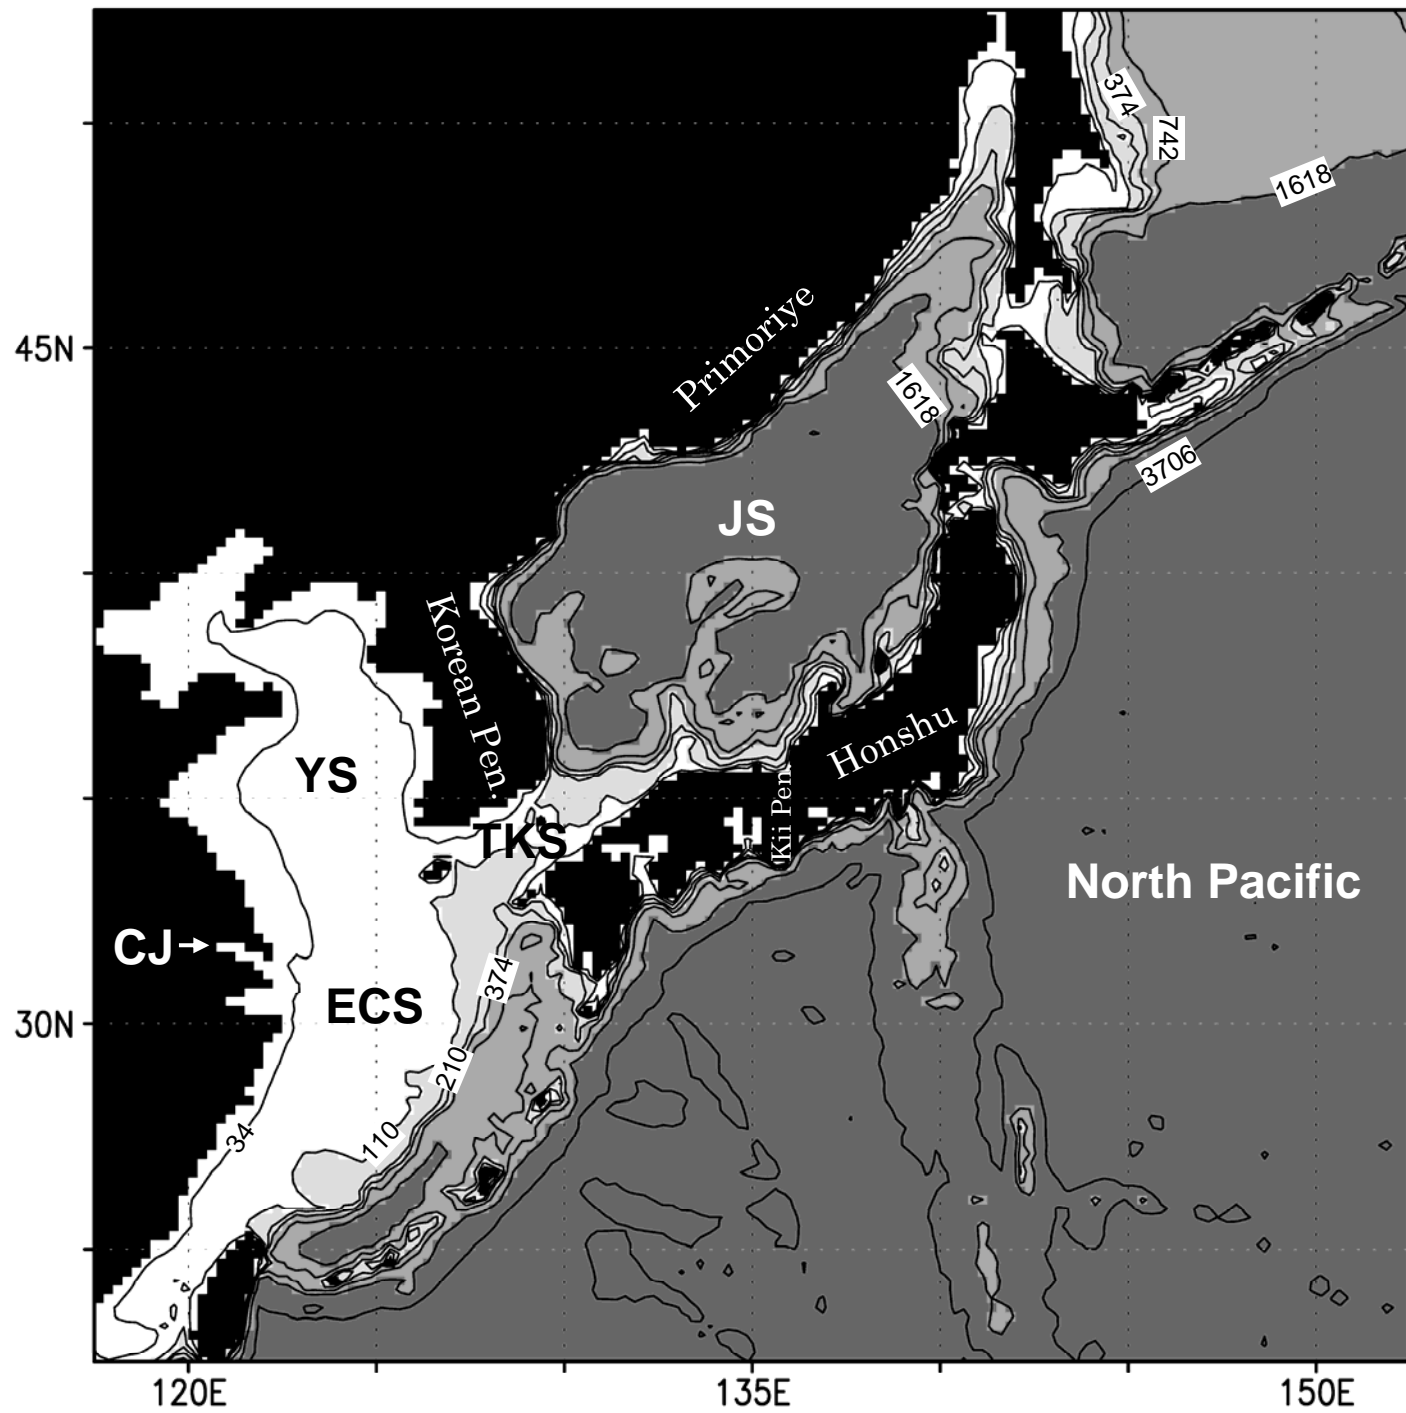 374
742
1618
45N
Primoriye
1618
3706
JS
Korean Pen.
Honshu
YS
TKS
Kii Pen.
North Pacific
CJ
374
ECS
30N
210
110
34
120E
135E
150E